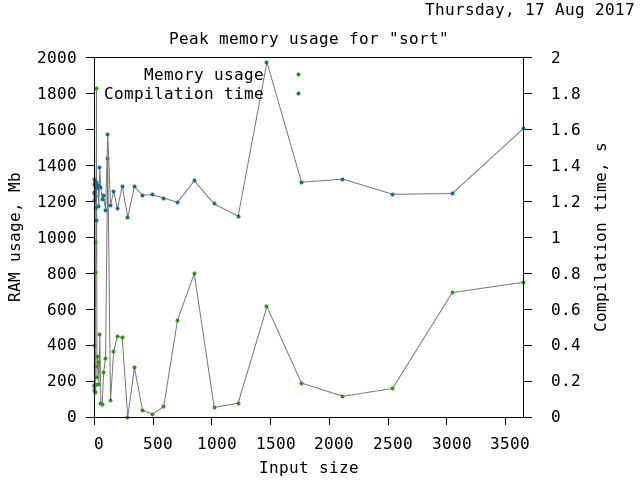 Thursday, 17 Aug 2017
Peak memory usage for "sort"
Memory usage
Compilation time
2000
1800
1600
1400
1200
1000
800
600
400
200
0
RAM usage, Mb
2
1.8
1.6
1.4
1.2
1
0.8
0.6
0.4
0.2
0
Compilation time, s
0 500 1000 1500 2000 2500 3000 3500
Input size